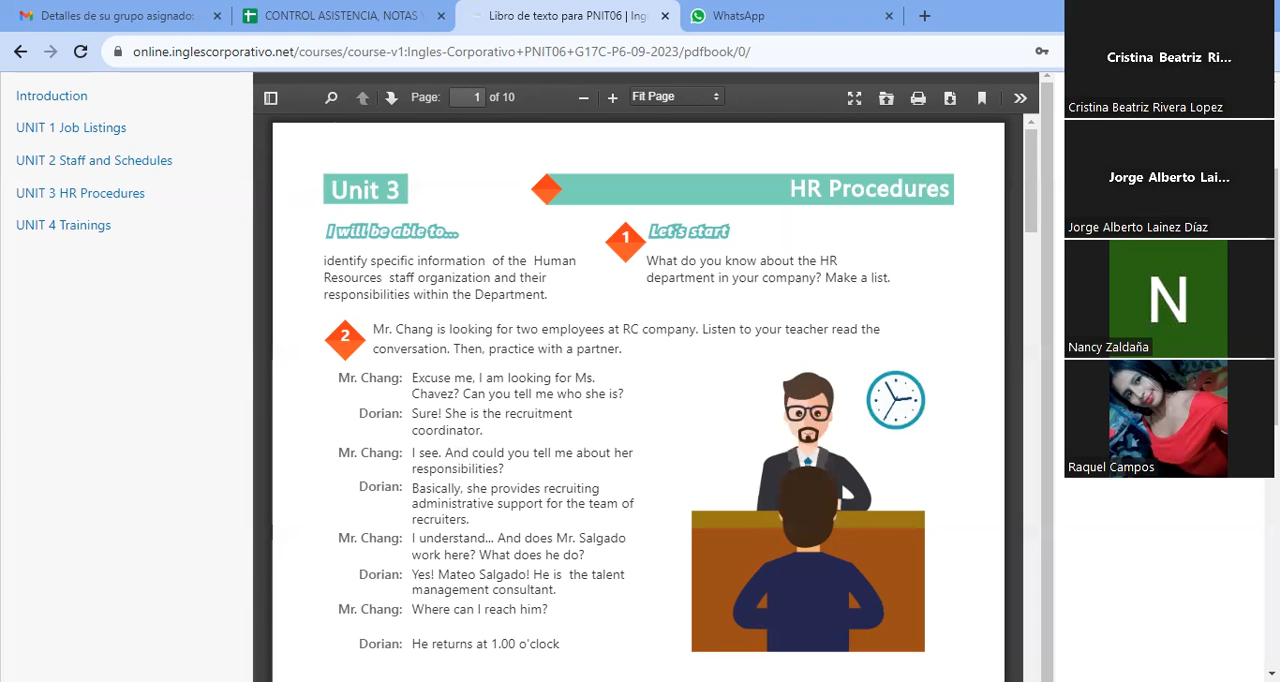 Detalles de su grupo asignado:
CONTROL ASISTENCIA, NOTAS Y
Libro de texto para PNIT06 | Ing
WhatsApp
online.inglescorporativo.net/courses/course-v1:Ingles-Corporativo+PNIT06+G17C-P6-09-2023/pdfbook/0/
Introduction
UNIT 1 Job Listings
UNIT 2 Staff and Schedules
UNIT 3 HR Procedures
UNIT 4 Trainings
Page: 1 of 10
Fit Page
Unit 3
HR Procedures
I will be able to...
identify specific information of the Human
Resources staff organization and their
responsibilities within the Department.
1
Let's start
What do you know about the HR
department in your company? Make a list.
2
Mr. Chang is looking for two employees at RC company. Listen to your teacher read the
conversation. Then, practice with a partner.
Mr. Chang: Excuse me, I am looking for Ms.
Chavez? Can you tell me who she is?
Dorian: Sure! She is the recruitment
coordinator.
Mr. Chang: I see. And could you tell me about her
responsibilities?
Dorian: Basically, she provides recruiting
administrative support for the team of
recruiters.
Mr. Chang: I understand... And does Mr. Salgado
work here? What does he do?
Dorian: Yes! Mateo Salgado! He is the talent
management consultant.
Mr. Chang: Where can I reach him?
Dorian: He returns at 1.00 o'clock
Cristina Beatriz Ri...
Cristina Beatriz Rivera Lopez
Jorge Alberto Lai...
Jorge Alberto Lainez Díaz
N
Nancy Zaldaña
Raquel Campos